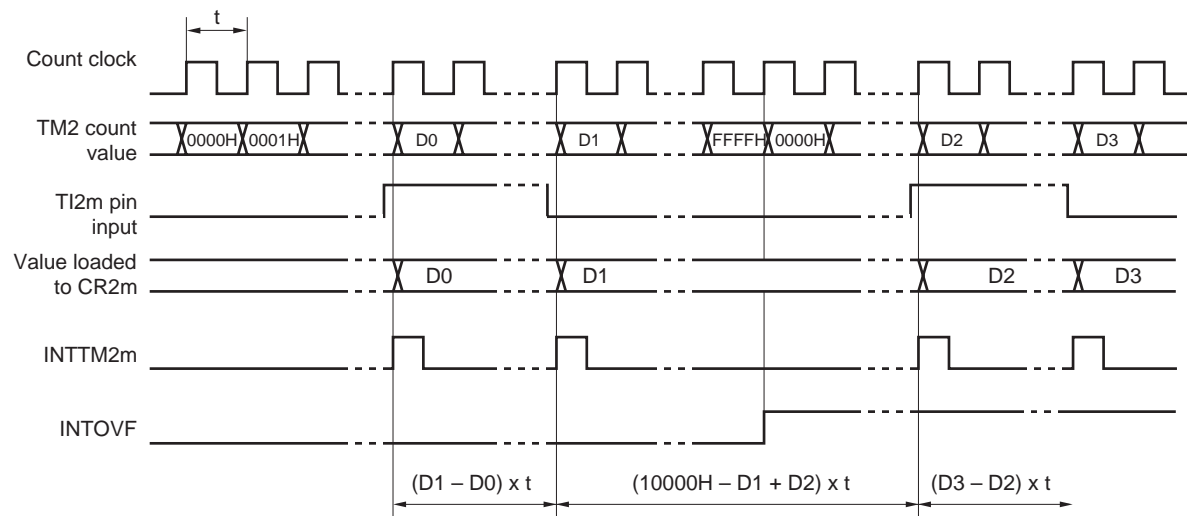 t
Count clock
TM2 count
value
0000H 0001H D0 D1 FFFFH 0000H D2 D3
TI2m pin
input
Value loaded
to CR2m
D0 D1 D2 D3
INTTM2m
INTOVF
(D1 – D0) x t (10000H – D1 + D2) x t (D3 – D2) x t